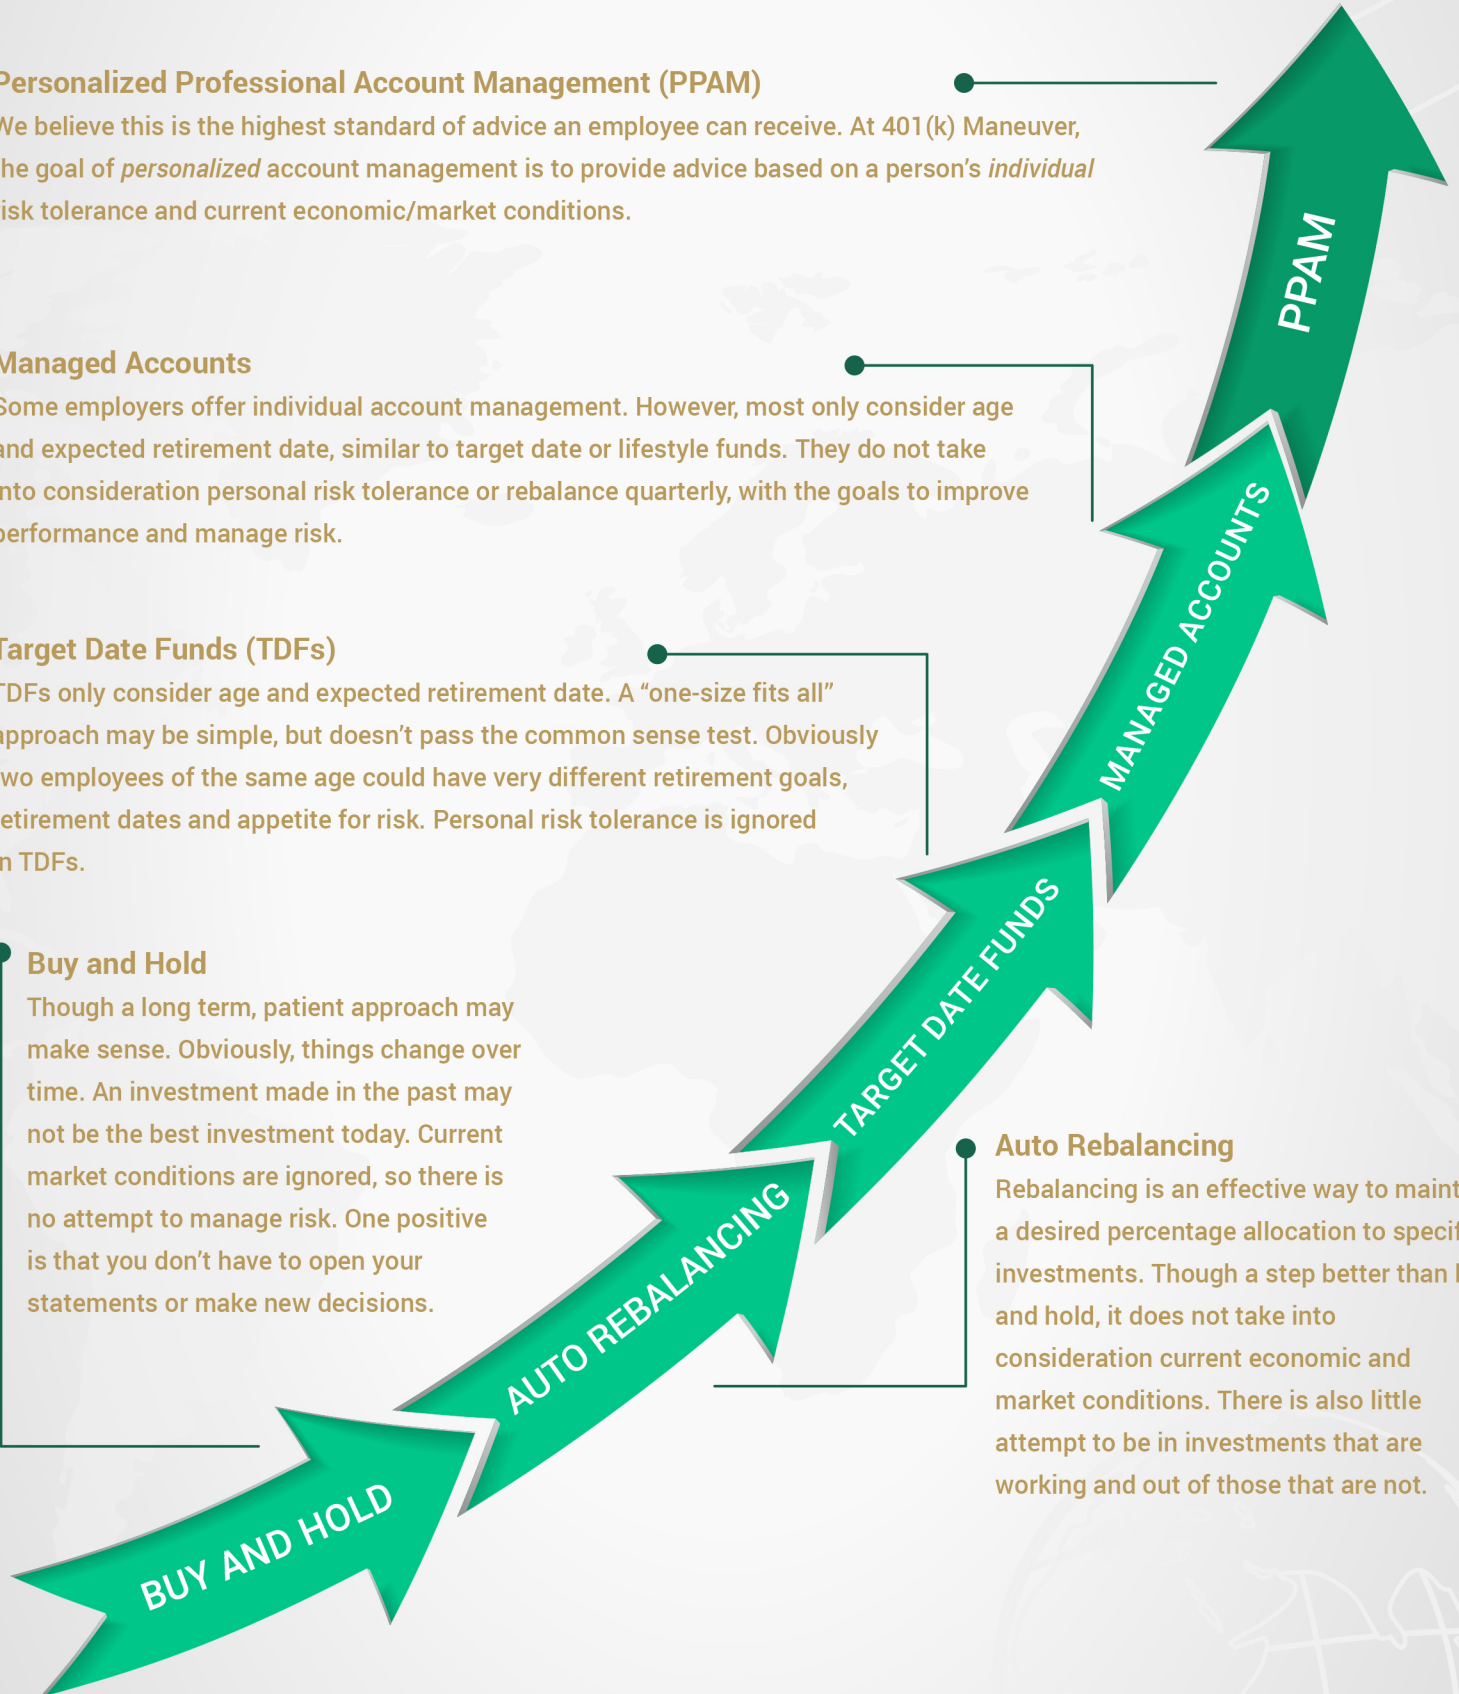 Personalized Professional Account Management (PPAM)
We believe this is the highest standard of advice an employee can receive. At 401(k) Maneuver,
he goal of personalized account management is to provide advice based on a person's individual
isk tolerance and current economic/market conditions.
PPAM
Managed Accounts
Some employers offer individual account management. However, most only consider age
and expected retirement date, similar to target date or lifestyle funds. They do not take
nto consideration personal risk tolerance or rebalance quarterly, with the goals to improve
performance and manage risk.
MANAGED ACCOUNTS
Target Date Funds (TDFs)
TDFs only consider age and expected retirement date. A “one-size fits all”
approach may be simple, but doesn't pass the common sense test. Obviously
wo employees of the same age could have very different retirement goals,
etirement dates and appetite for risk. Personal risk tolerance is ignored
n TDFs.
TARGET DATE FUNDS
Buy and Hold
Though a long term, patient approach may
make sense. Obviously, things change over
time. An investment made in the past may
not be the best investment today. Current
market conditions are ignored, so there is
no attempt to manage risk. One positive
is that you don't have to open your
statements or make new decisions.
Auto Rebalancing
Rebalancing is an effective way to maint
a desired percentage allocation to specif
investments. Though a step better than
and hold, it does not take into
consideration current economic and
market conditions. There is also little
attempt to be in investments that are
working and out of those that are not.
AUTO REBALANCING
BUY AND HOLD